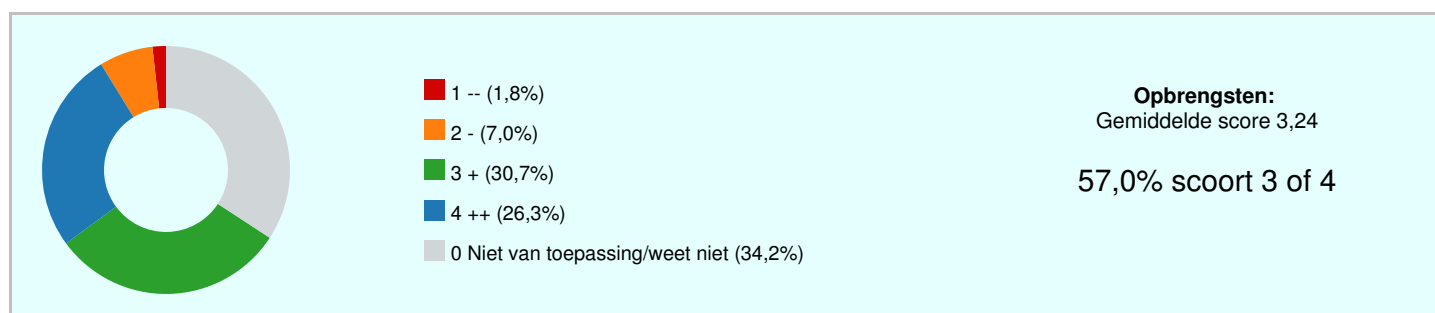 1 -- (1,8%)
2 - (7,0%)
3 + (30,7%)
4 ++ (26,3%)
0 Niet van toepassing/weet niet (34,2%)
Opbrengsten:
Gemiddelde score 3,24
57,0% scoort 3 of 4